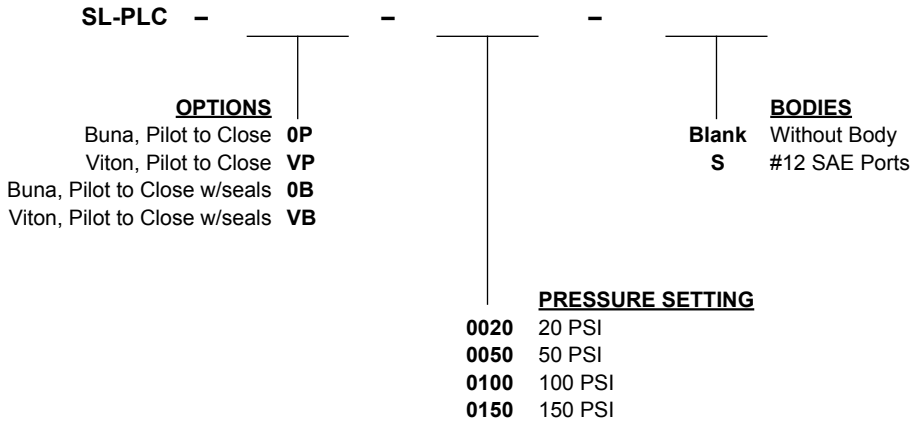 SL-PLC – – –
OPTIONS
Buna, Pilot to Close 0P
Viton, Pilot to Close VP
Buna, Pilot to Close w/seals 0B
Viton, Pilot to Close w/seals VB
BODIES
Blank Without Body
S #12 SAE Ports
PRESSURE SETTING
0020 20 PSI
0050 50 PSI
0100 100 PSI
0150 150 PSI